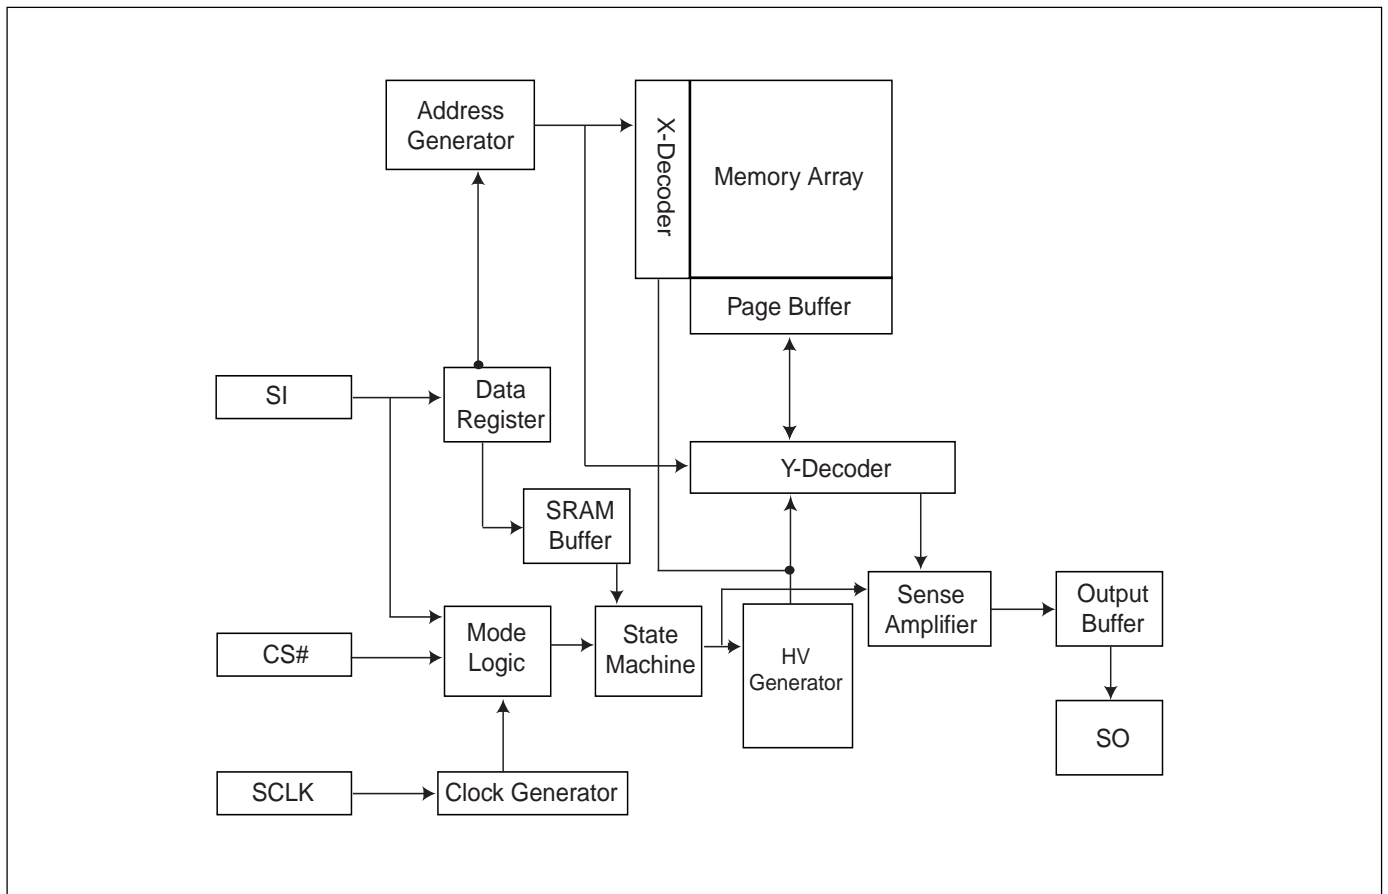 Address
Generator
X-Decoder
Memory Array
Page Buffer
SI
Data
Register
Y-Decoder
SRAM
Buffer
Sense
Amplifier
Output
Buffer
CS#
Mode
Logic
State
Machine
HV
Generator
SO
SCLK
Clock Generator